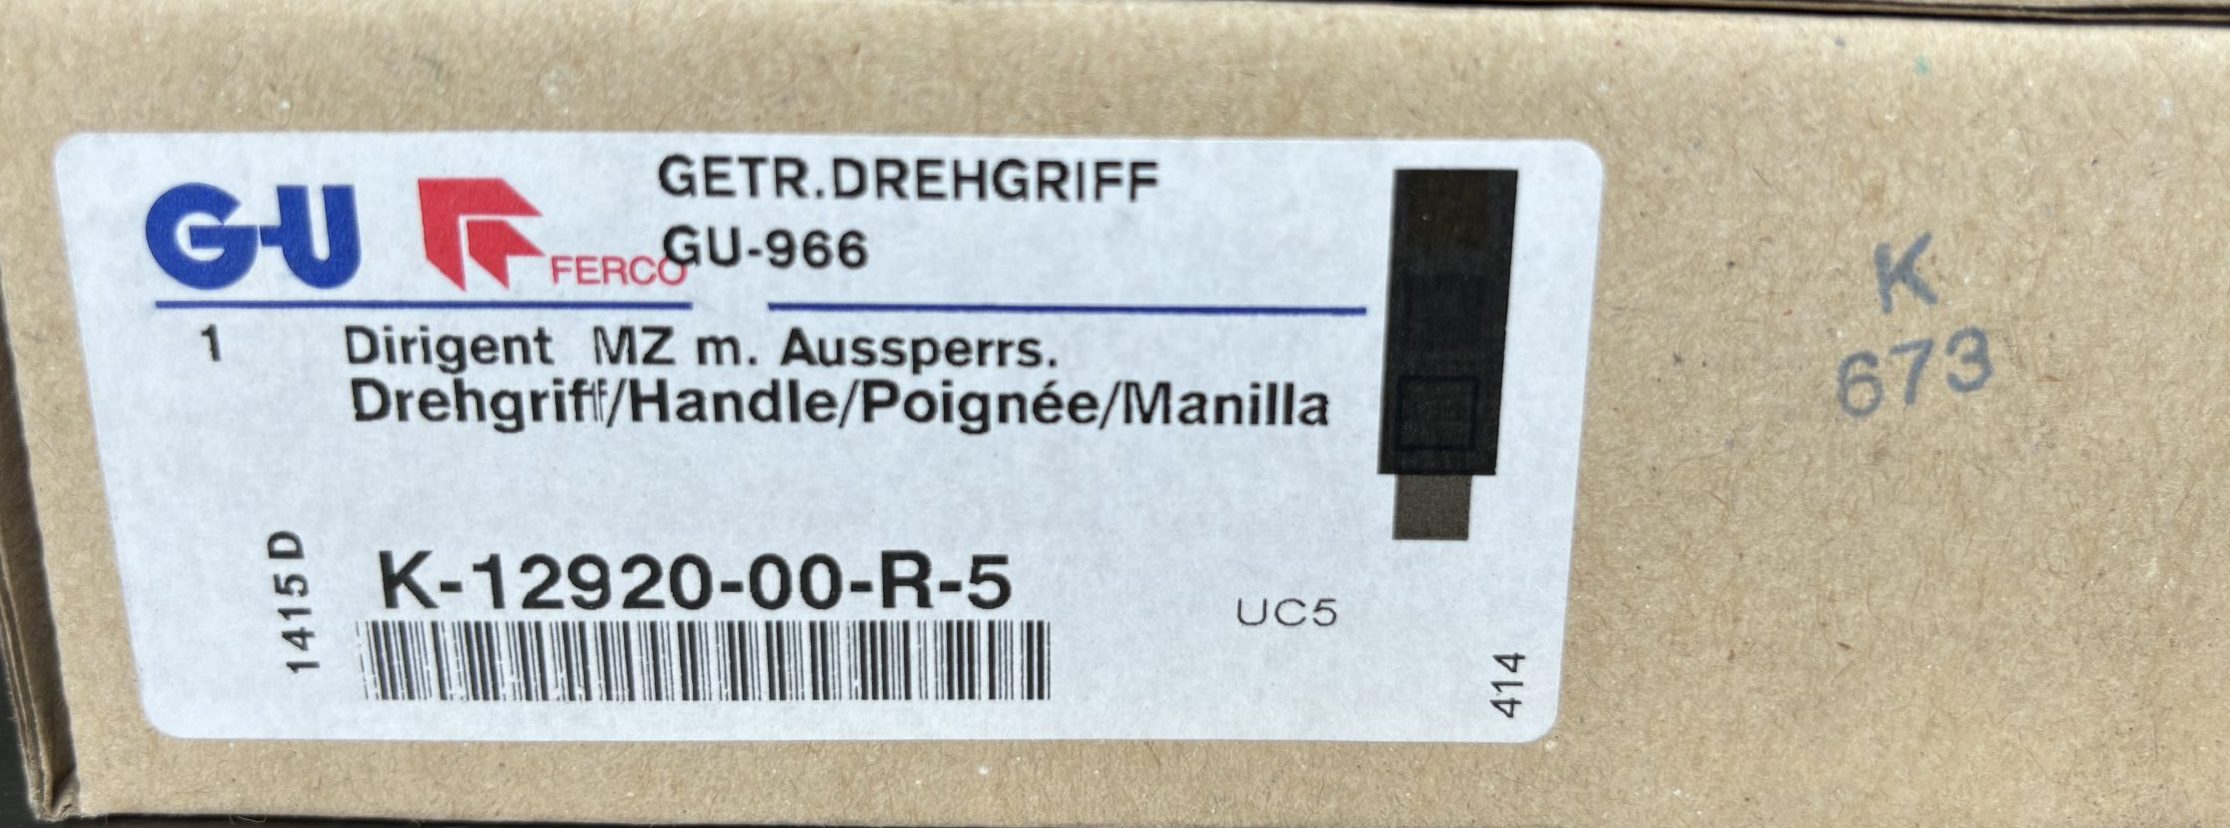 GETR.DREHGRIFF
G-U FERCO GU-966
1 Dirigent MZ m. Aussperrs.
Drehgriff/Handle/Poignée/Manilla
1415D
K-12920-00-R-5
UC5
414
K
673